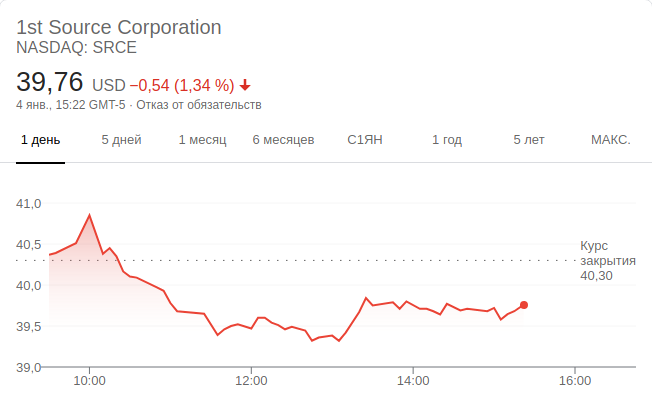 1st Source Corporation
NASDAQ: SRCE
39,76 USD −0,54 (1,34 %)
4 янв., 15:22 GMT-5 · Отказ от обязательств
1 день 5 дней 1 месяц 6 месяцев С1ЯН 1 год 5 лет МАКС.
41,0
40,5
Курс
закрытия
40,30
40,0
39,5
39,0
10:00 12:00 14:00 16:00